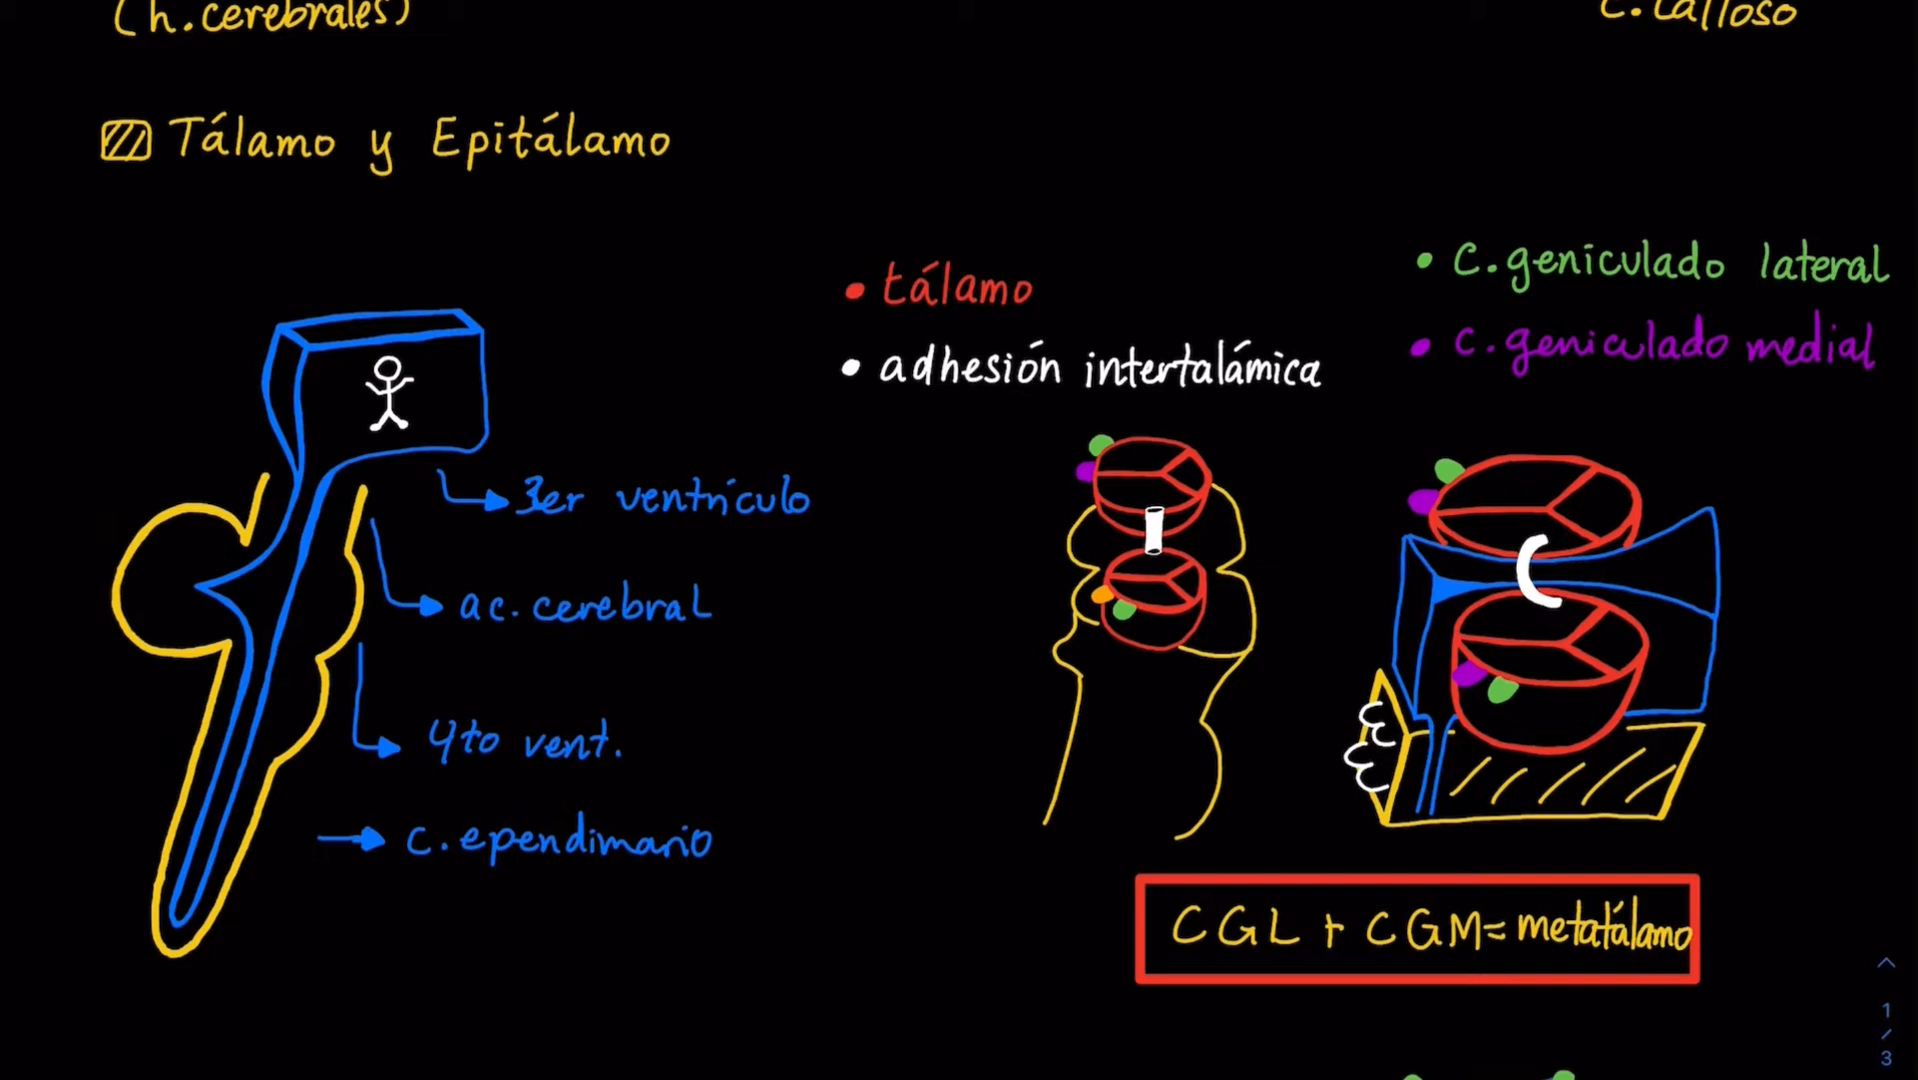 (h.cerebrales)
C.calloso
Tálamo y Epitálamo
• tálamo
• adhesión intertalámica
• C.geniculado lateral
• c.geniculado medial
3er ventrículo
ac.cerebral
4to vent.
c.ependimario
CGL + CGM= metatálamo
1
/
3